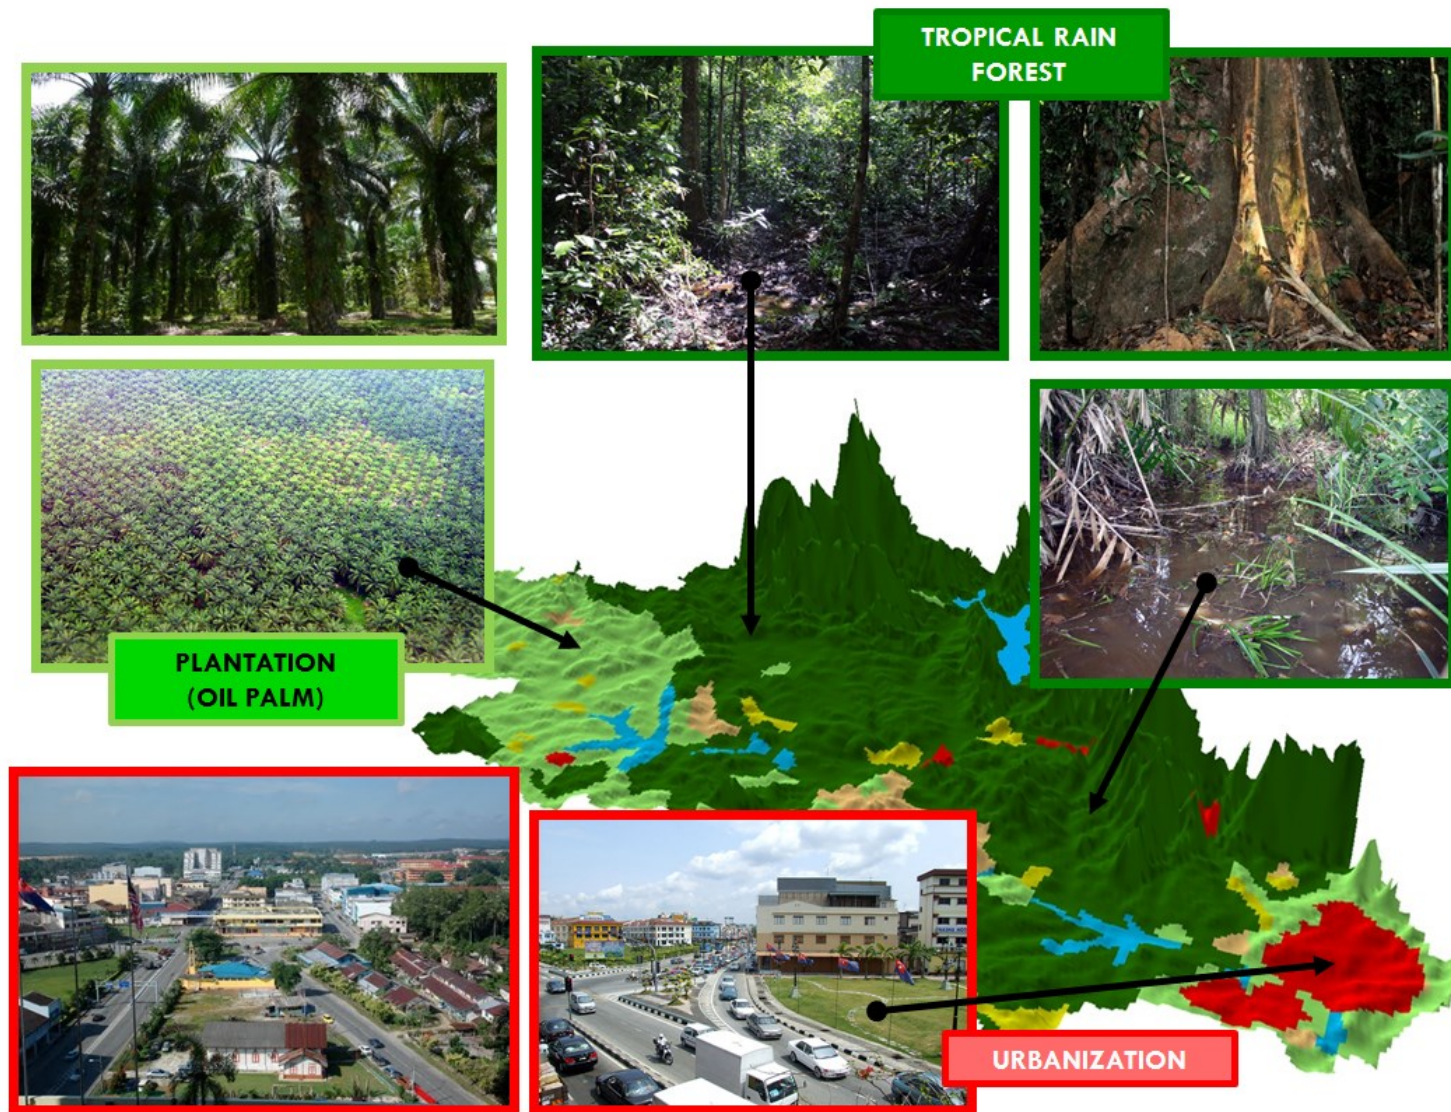 TROPICAL RAIN
FOREST
PLANTATION
(OIL PALM)
URBANIZATION